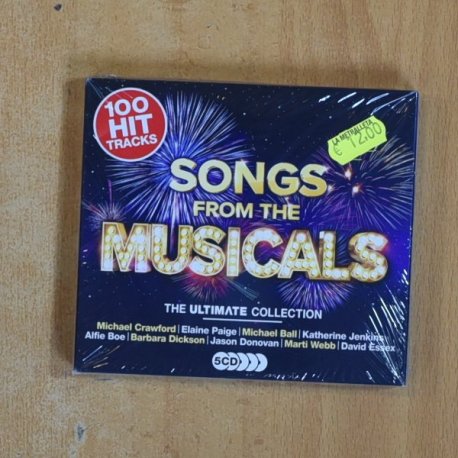 100
HIT
TRACKS
LA METRALLETA
€ 12.00
SONGS
FROM THE
MUSICALS
THE ULTIMATE COLLECTION
Michael Crawford | Elaine Paige | Michael Ball | Katherine Jenkins
Alfie Boe | Barbara Dickson | Jason Donovan | Marti Webb | David Essex
5CD